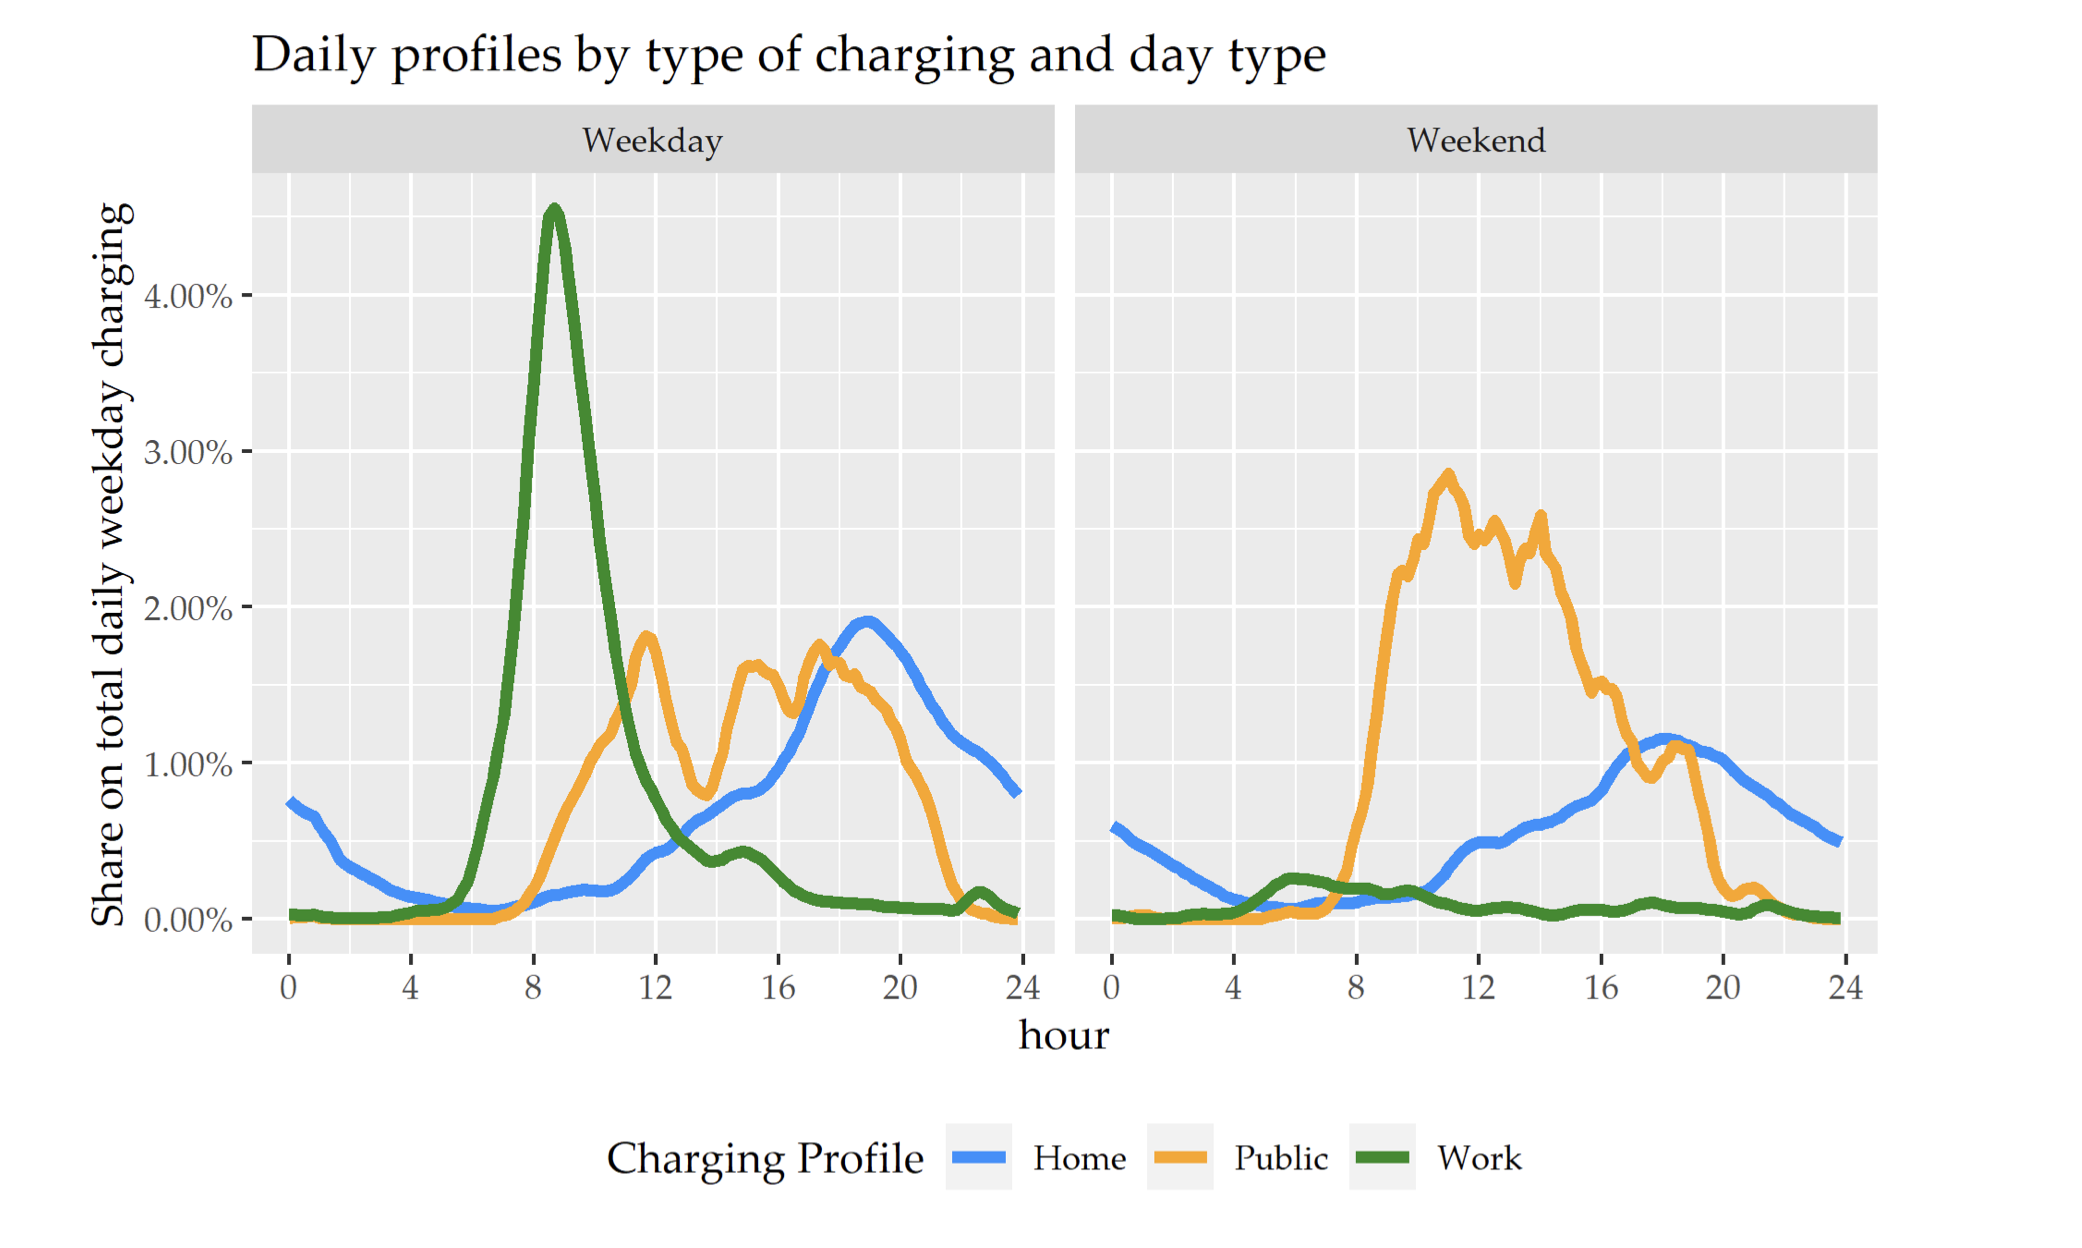 Daily profiles by type of charging and day type
Weekday
Weekend
Share on total daily weekday charging
4.00%
3.00%
2.00%
1.00%
0.00%
0 4 8 12 16 20 24
0 4 8 12 16 20 24
hour
Charging Profile Home Public Work